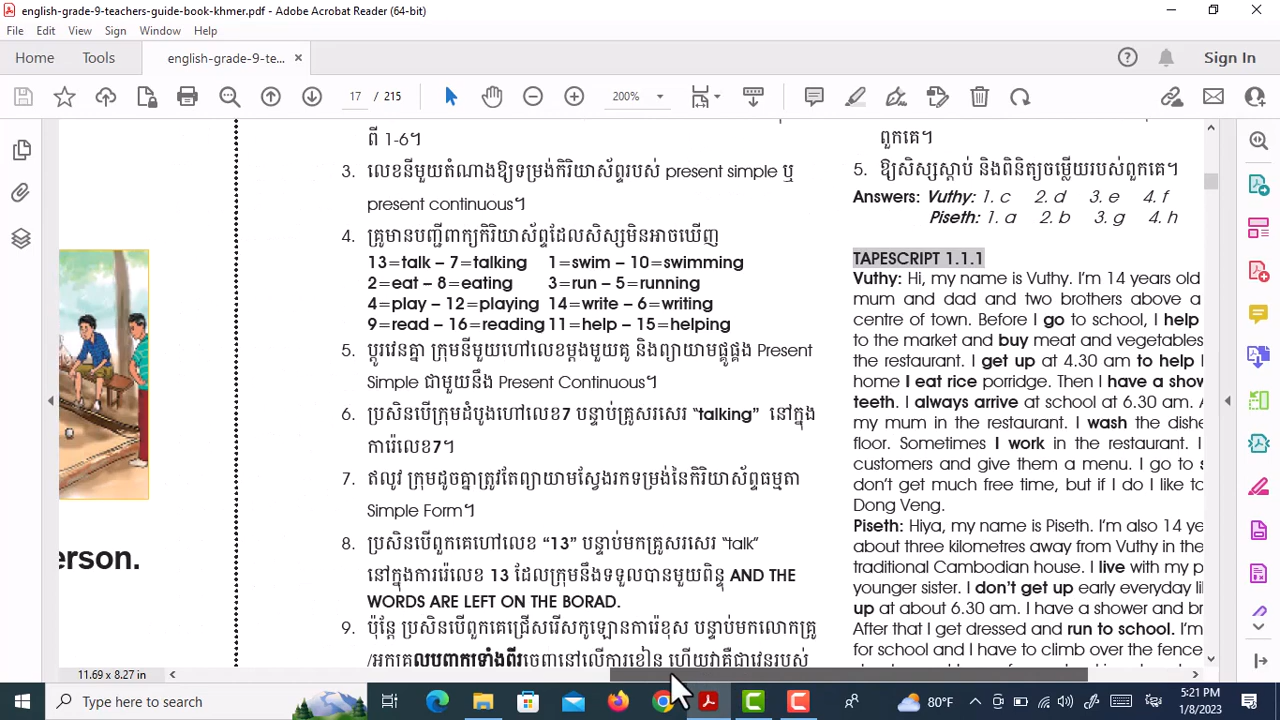 english-grade-9-teachers-guide-book-khmer.pdf - Adobe Acrobat Reader (64-bit)
File Edit View Sign Window Help
Home Tools english-grade-9-te... Sign In
17 / 215 200%
erson.
ពី 1-6។
3. លេខនីមួយតំណាងឱ្យទម្រង់កិរិយាស័ព្ទរបស់ present simple ឬ
present continuous។
4. គ្រូមានបញ្ជីពាក្យកិរិយាស័ព្ទដែលសិស្សមិនអាចឃើញ
13=talk – 7=talking 1=swim – 10=swimming
2=eat – 8=eating 3=run – 5=running
4=play – 12=playing 14=write – 6=writing
9=read – 16=reading 11=help – 15=helping
5. ប្តូរវេនគ្នា ក្រុមនីមួយហៅលេខម្តងមួយគូ និងព្យាយាមផ្គូផ្គង Present
Simple ជាមួយនឹង Present Continuous។
6. ប្រសិនបើក្រុមដំបូងហៅលេខ7 បន្ទាប់គ្រូសរសេរ “talking” នៅក្នុង
ការ៉េលេខ7។
7. ឥលូវ ក្រុមដូចគ្នាត្រូវតែព្យាយាមស្វែងរកទម្រង់នៃកិរិយាស័ព្ទធម្មតា
Simple Form។
8. ប្រសិនបើពួកគេហៅលេខ “13” បន្ទាប់មកគ្រូសរសេរ “talk”
នៅក្នុងការរ៉េលេខ 13 ដែលក្រុមនឹងទទួលបានមួយពិន្ទុ AND THE
WORDS ARE LEFT ON THE BORAD.
9. ប៉ុន្តែ ប្រសិនបើពួកគេជ្រើសរើសកូឡោនការ៉េខុស បន្ទាប់មកលោកគ្រូ
/អ្នកគ្រូលុបពាក្យទាំងពីរចេញនៅលើការខៀន ហើយវាគឺជាវេនរបស់
ពួកគេ។
5. ឱ្យសិស្សស្តាប់ និងពិនិត្យចម្លើយរបស់ពួកគេ។
Answers: Vuthy: 1. c 2. d 3. e 4. f
Piseth: 1. a 2. b 3. g 4. h
TAPESCRIPT 1.1.1
Vuthy: Hi, my name is Vuthy. I’m 14 years old
mum and dad and two brothers above a
centre of town. Before I go to school, I help
to the market and buy meat and vegetables
the restaurant. I get up at 4.30 am to help
home I eat rice porridge. Then I have a show
teeth. I always arrive at school at 6.30 am.
my mum in the restaurant. I wash the dishe
floor. Sometimes I work in the restaurant. I
customers and give them a menu. I go to
don’t get much free time, but if I do I like to
Dong Veng.
Piseth: Hiya, my name is Piseth. I’m also 14 ye
about three kilometres away from Vuthy in the
traditional Cambodian house. I live with my p
younger sister. I don’t get up early everyday li
up at about 6.30 am. I have a shower and br
After that I get dressed and run to school. I’m
for school and I have to climb over the fence
11.69 x 8.27 in
Type here to search 80°F 5:21 PM
1/8/2023